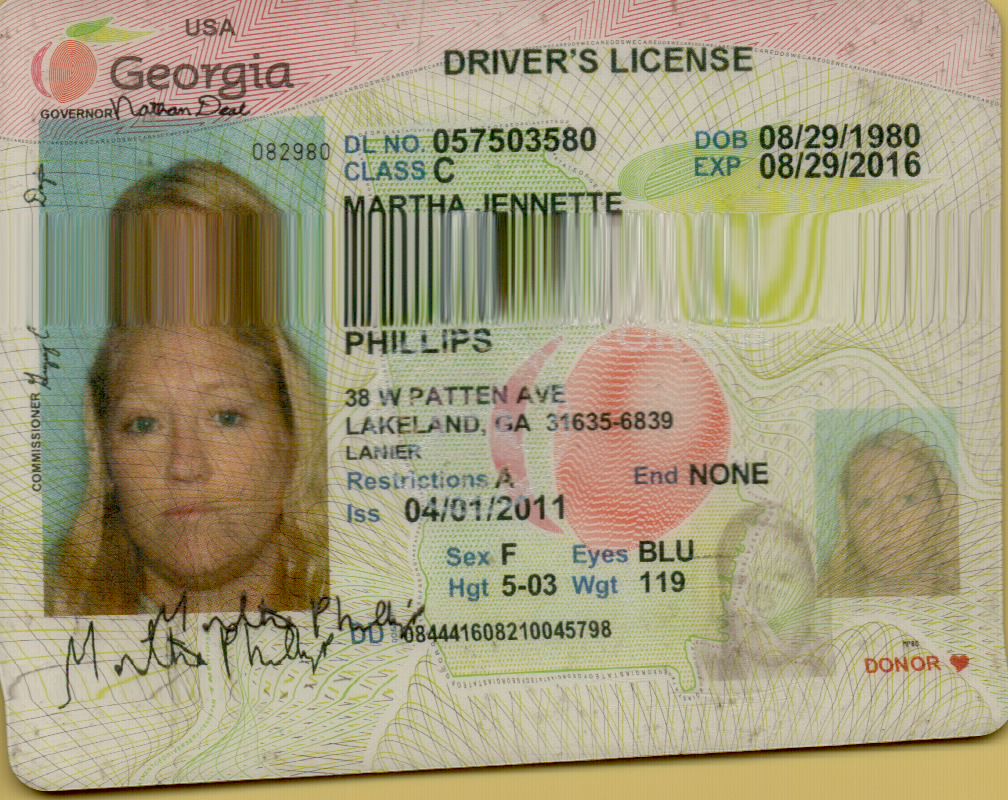 USA
Georgia
DRIVER'S LICENSE
GOVERNOR Nathan Deal
082980
DL NO. 057503580
DOB 08/29/1980
CLASS C
EXP 08/29/2016
MARTHA JENNETTE
PHILLIPS
38 W PATTEN AVE
LAKELAND, GA 31635-6839
LANIER
Restrictions A
End NONE
Iss 04/01/2011
Sex F Eyes BLU
Hgt 5-03 Wgt 119
COMMISSIONER
Martha Phillips
Martha Phillips
DD 084441608210045798
DONOR